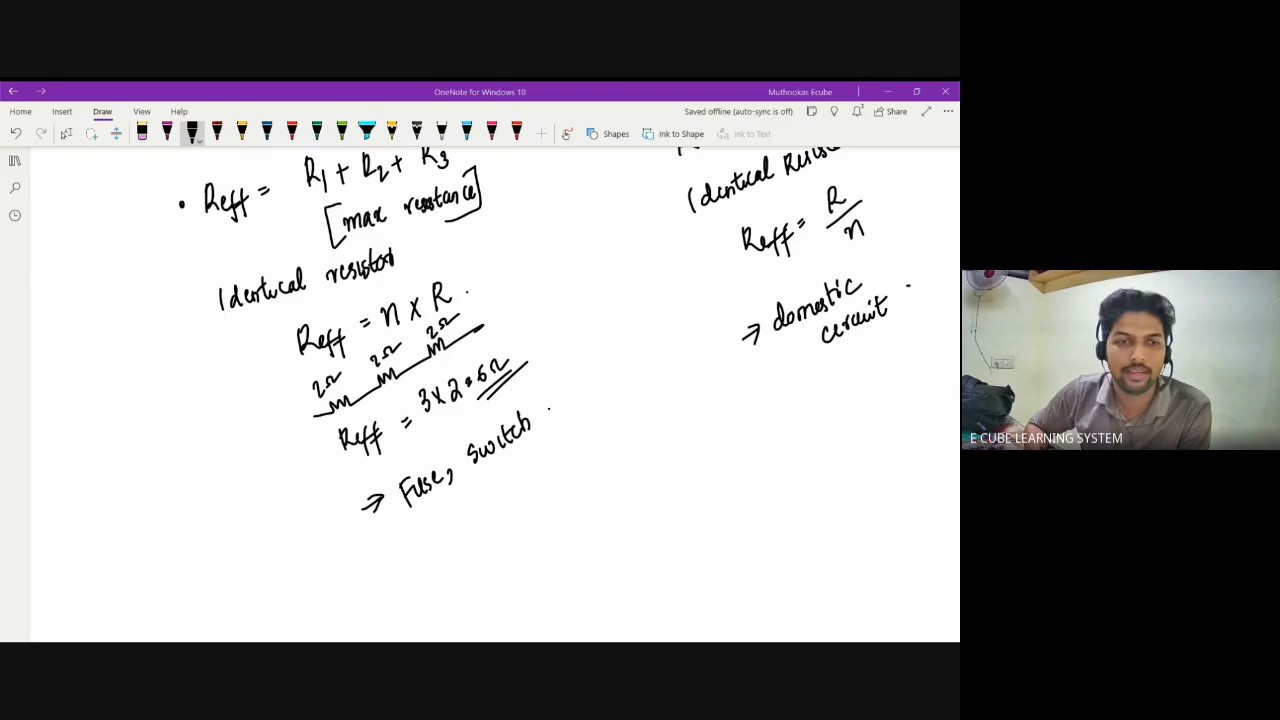 OneNote for Windows 10
Muthookas Ecube
Home Insert Draw View Help
Saved offline (auto-sync is off)
Share
Shapes
Ink to Shape
Ink to Text
• Reff = R1 + R2 + R3
[max resistance]
Identical resistor
Reff = n × R.
2Ω 2Ω 2Ω
Reff = 3 × 2 = 6Ω
⇒ Fuse, Switch.
Identical
Reff = R/n
⇒ domestic
circuit.
E CUBE LEARNING SYSTEM